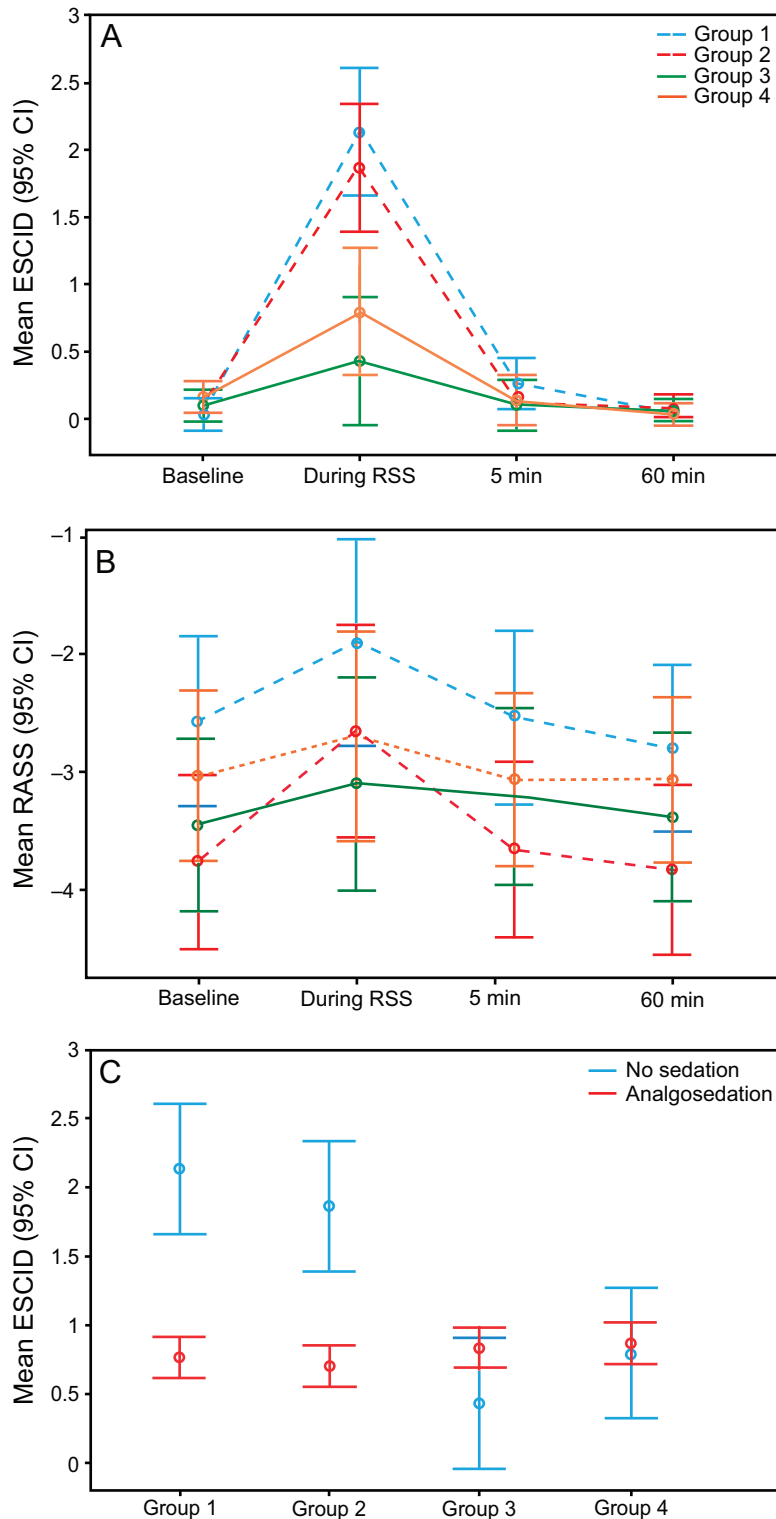 A
Group 1
Group 2
Group 3
Group 4
Mean ESCID (95% CI)
3
2.5
2
1.5
1
0.5
0
Baseline During RSS 5 min 60 min
B
Mean RASS (95% CI)
–1
–2
–3
–4
Baseline During RSS 5 min 60 min
C
No sedation
Analgosedation
Mean ESCID (95% CI)
3
2.5
2
1.5
1
0.5
0
Group 1 Group 2 Group 3 Group 4